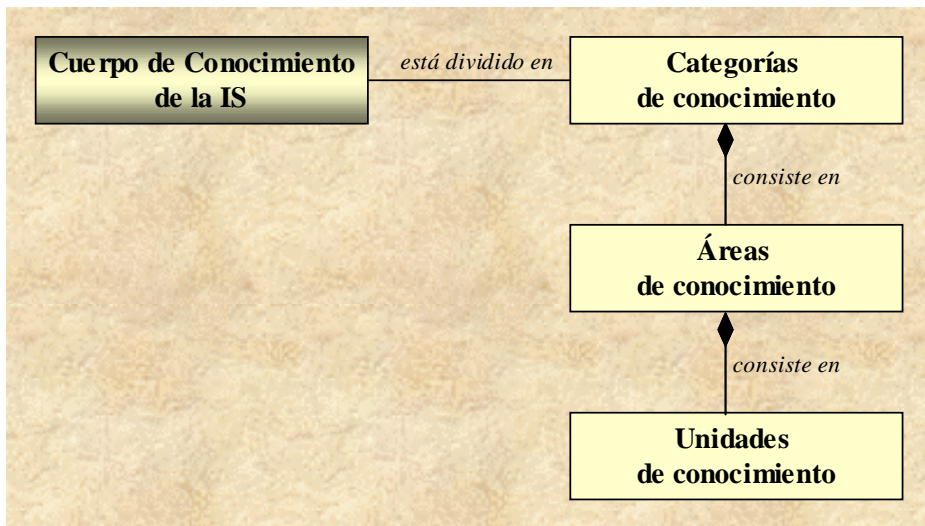 Cuerpo de Conocimiento
de la IS
está dividido en
Categorías
de conocimiento
consiste en
Áreas
de conocimiento
consiste en
Unidades
de conocimiento